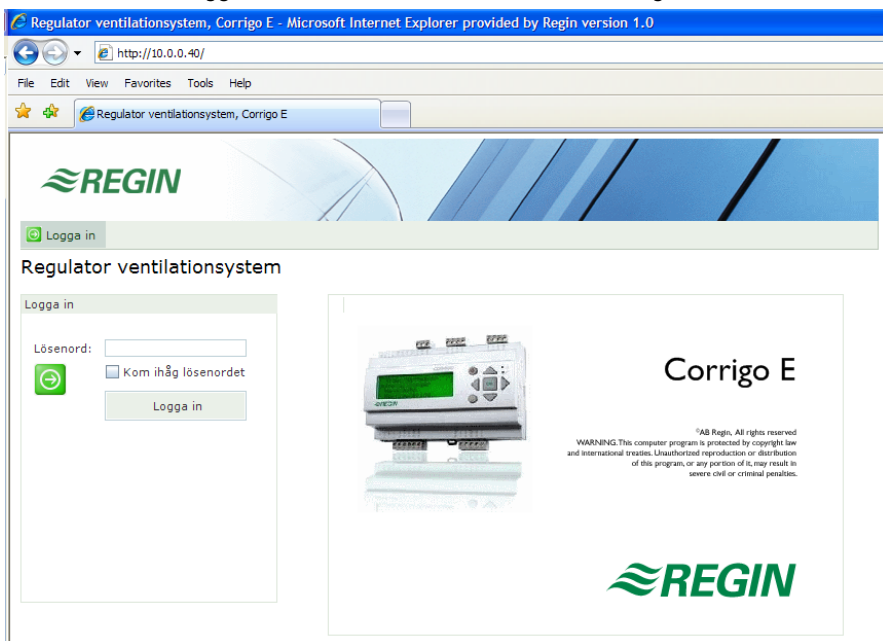 Regulator ventilationsystem, Corrigo E - Microsoft Internet Explorer provided by Regin version 1.0
http://10.0.0.40/
File Edit View Favorites Tools Help
Regulator ventilationsystem, Corrigo E
REGIN
Logga in
Regulator ventilationsystem
Logga in
Lösenord:
Kom ihåg lösenordet
Logga in
REGIN
Corrigo E
©AB Regin, All rights reserved
WARNING. This computer program is protected by copyright law
and international treaties. Unauthorized reproduction or distribution
of this program, or any portion of it, may result in
severe civil or criminal penalties.
REGIN